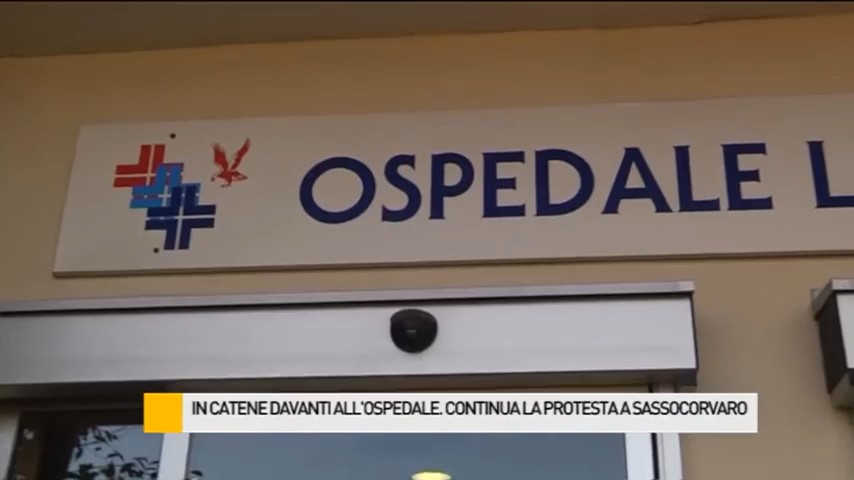 OSPEDALE L
IN CATENE DAVANTI ALL'OSPEDALE. CONTINUA LA PROTESTA A SASSOCORVARO